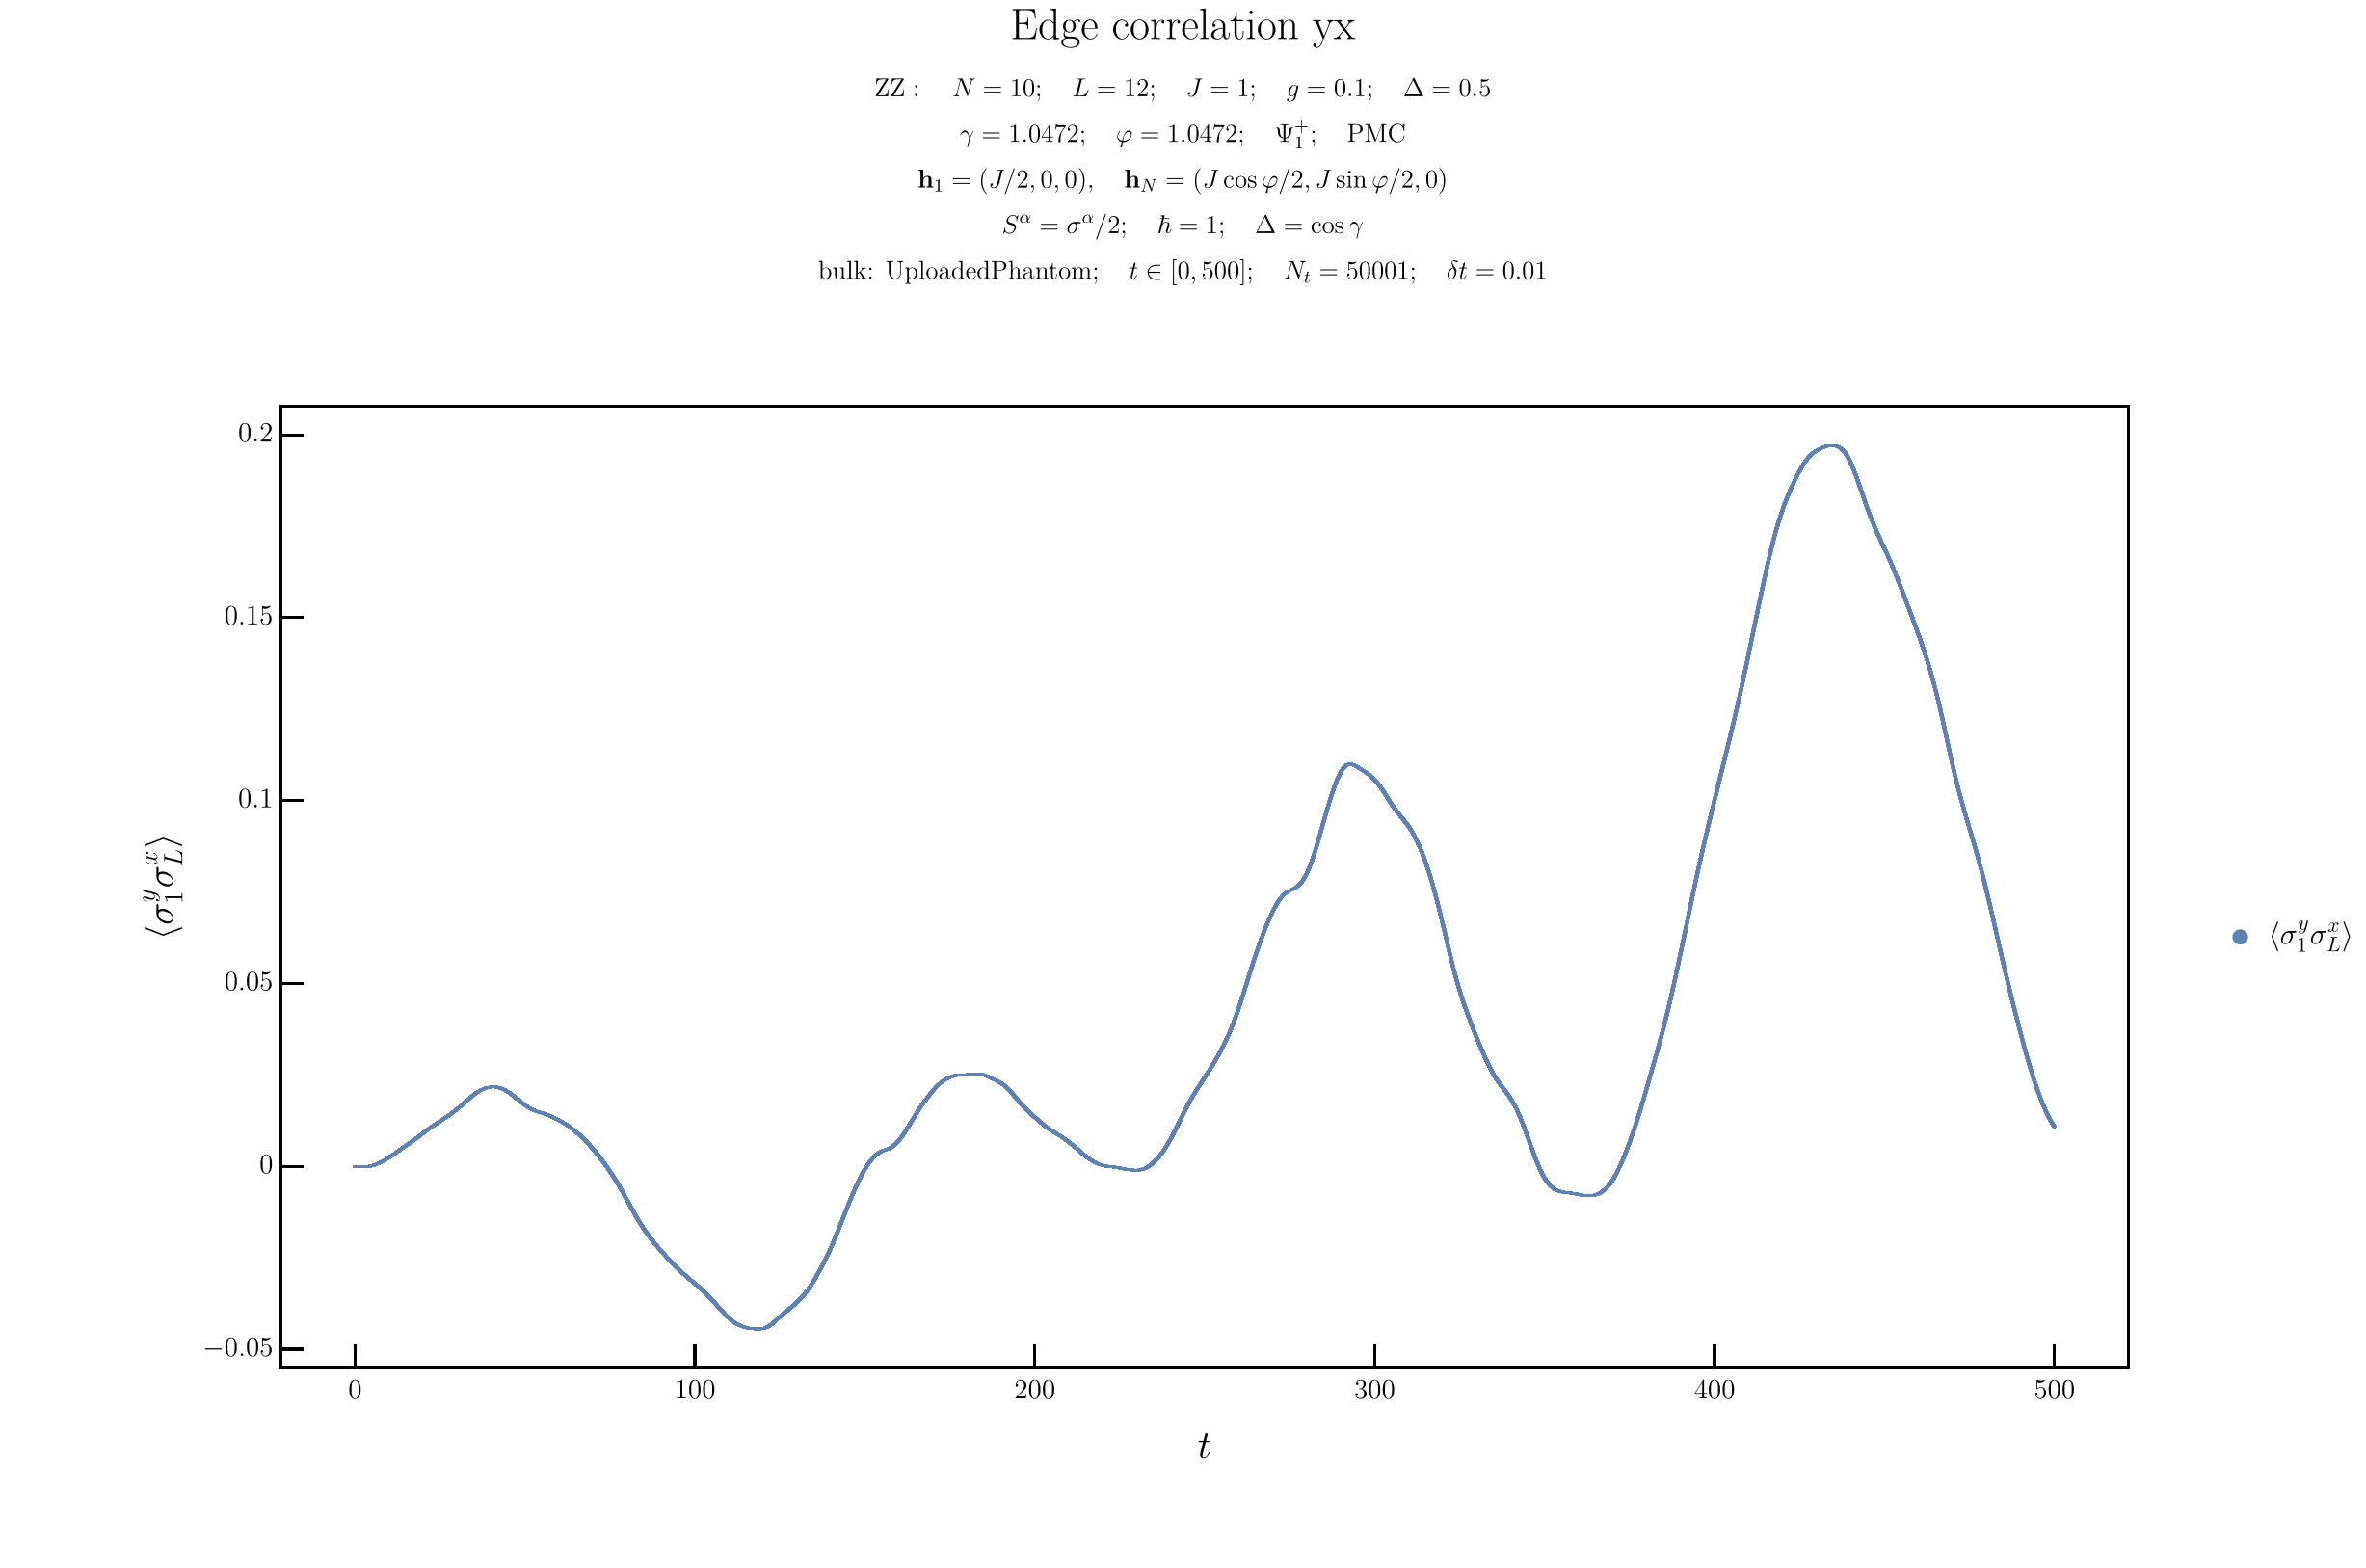 Edge correlation yx
ZZ : N = 10; L = 12; J = 1; g = 0.1; Δ = 0.5
γ = 1.0472; φ = 1.0472; Ψ₁⁺; PMC
h₁ = (J/2, 0, 0), h_N = (J cos φ/2, J sin φ/2, 0)
S^α = σ^α/2; ħ = 1; Δ = cos γ
bulk: UploadedPhantom; t ∈ [0, 500]; N_t = 50001; δt = 0.01
0.2
0.15
0.1
0.05
0
−0.05
⟨σ₁^y σ_L^x⟩
0 100 200 300 400 500
t
⟨σ₁^y σ_L^x⟩